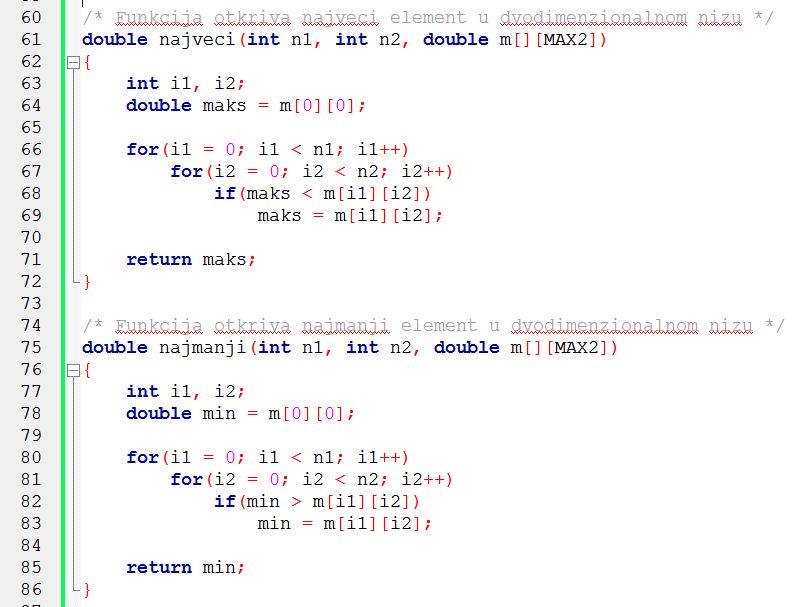 60 /* Funkcija otkriva najveci element u dvodimenzionalnom nizu */
61 double najveci(int n1, int n2, double m[][MAX2])
62 {
63     int i1, i2;
64     double maks = m[0][0];
65
66     for(i1 = 0; i1 < n1; i1++)
67         for(i2 = 0; i2 < n2; i2++)
68             if(maks < m[i1][i2])
69                 maks = m[i1][i2];
70
71     return maks;
72 }
73
74 /* Funkcija otkriva najmanji element u dvodimenzionalnom nizu */
75 double najmanji(int n1, int n2, double m[][MAX2])
76 {
77     int i1, i2;
78     double min = m[0][0];
79
80     for(i1 = 0; i1 < n1; i1++)
81         for(i2 = 0; i2 < n2; i2++)
82             if(min > m[i1][i2])
83                 min = m[i1][i2];
84
85     return min;
86 }